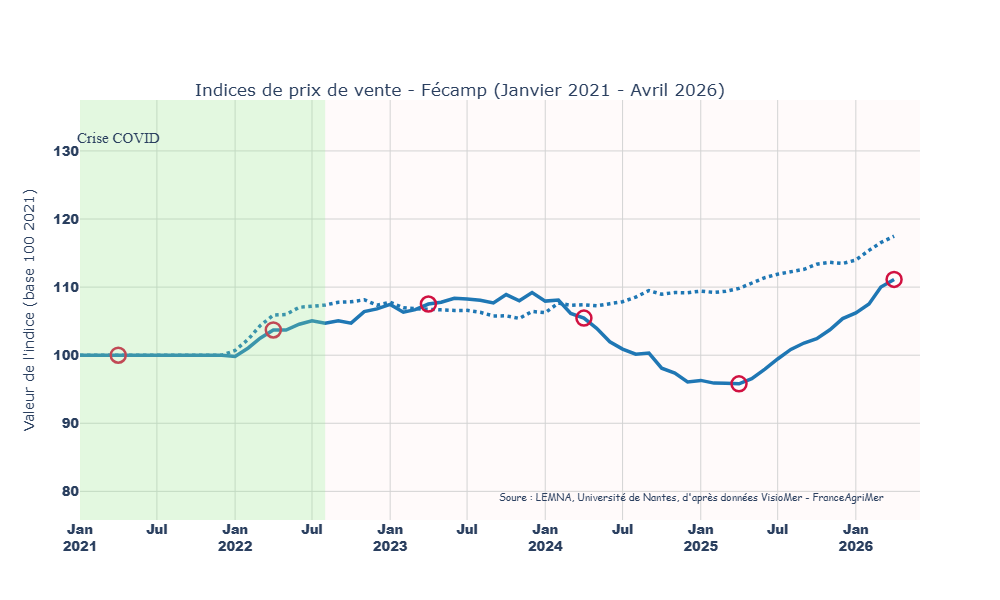 Indices de prix de vente - Fécamp (Janvier 2021 - Avril 2026)
Crise COVID
130
120
110
100
90
80
Valeur de l'indice (base 100 2021)
Soure : LEMNA, Université de Nantes, d'après données VisioMer - FranceAgriMer
Jan Jul Jan Jul Jan Jul Jan Jul Jan Jul Jan
2021 2022 2023 2024 2025 2026